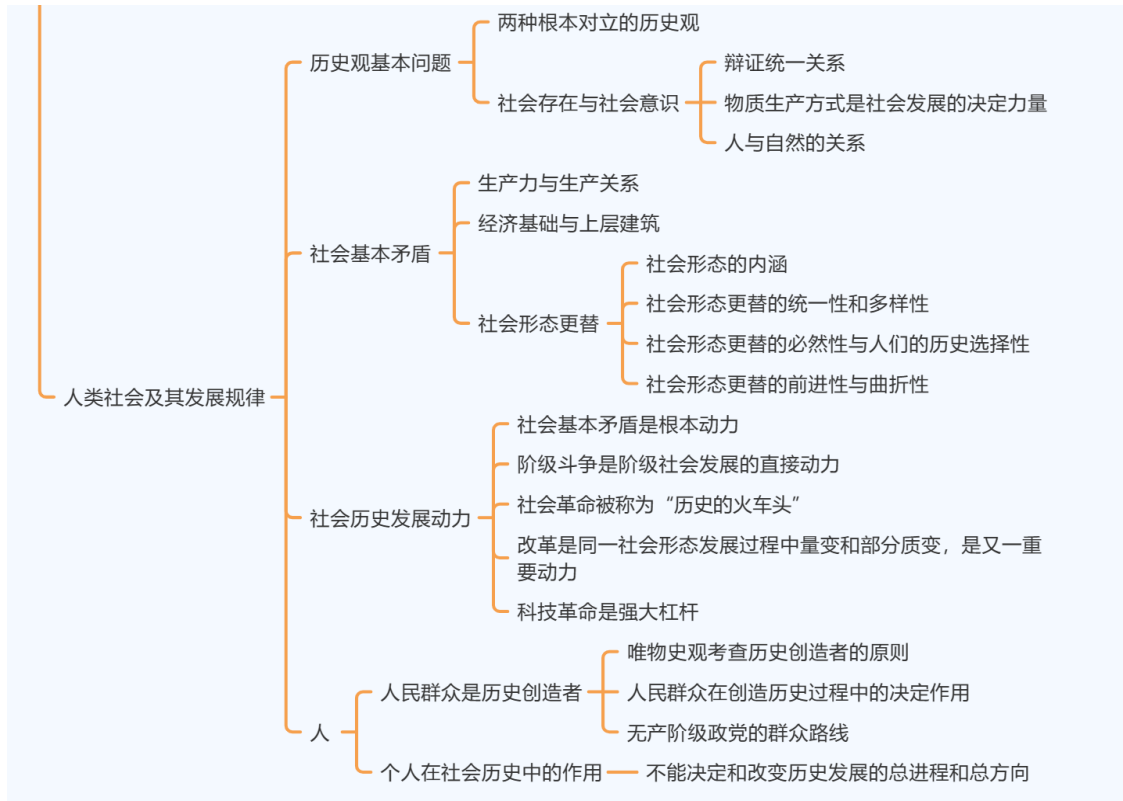 人类社会及其发展规律
历史观基本问题
两种根本对立的历史观
社会存在与社会意识
辩证统一关系
物质生产方式是社会发展的决定力量
人与自然的关系
社会基本矛盾
生产力与生产关系
经济基础与上层建筑
社会形态更替
社会形态的内涵
社会形态更替的统一性和多样性
社会形态更替的必然性与人们的历史选择性
社会形态更替的前进性与曲折性
社会历史发展动力
社会基本矛盾是根本动力
阶级斗争是阶级社会发展的直接动力
社会革命被称为“历史的火车头”
改革是同一社会形态发展过程中量变和部分质变，是又一重
要动力
科技革命是强大杠杆
人
人民群众是历史创造者
唯物史观考查历史创造者的原则
人民群众在创造历史过程中的决定作用
无产阶级政党的群众路线
个人在社会历史中的作用
不能决定和改变历史发展的总进程和总方向